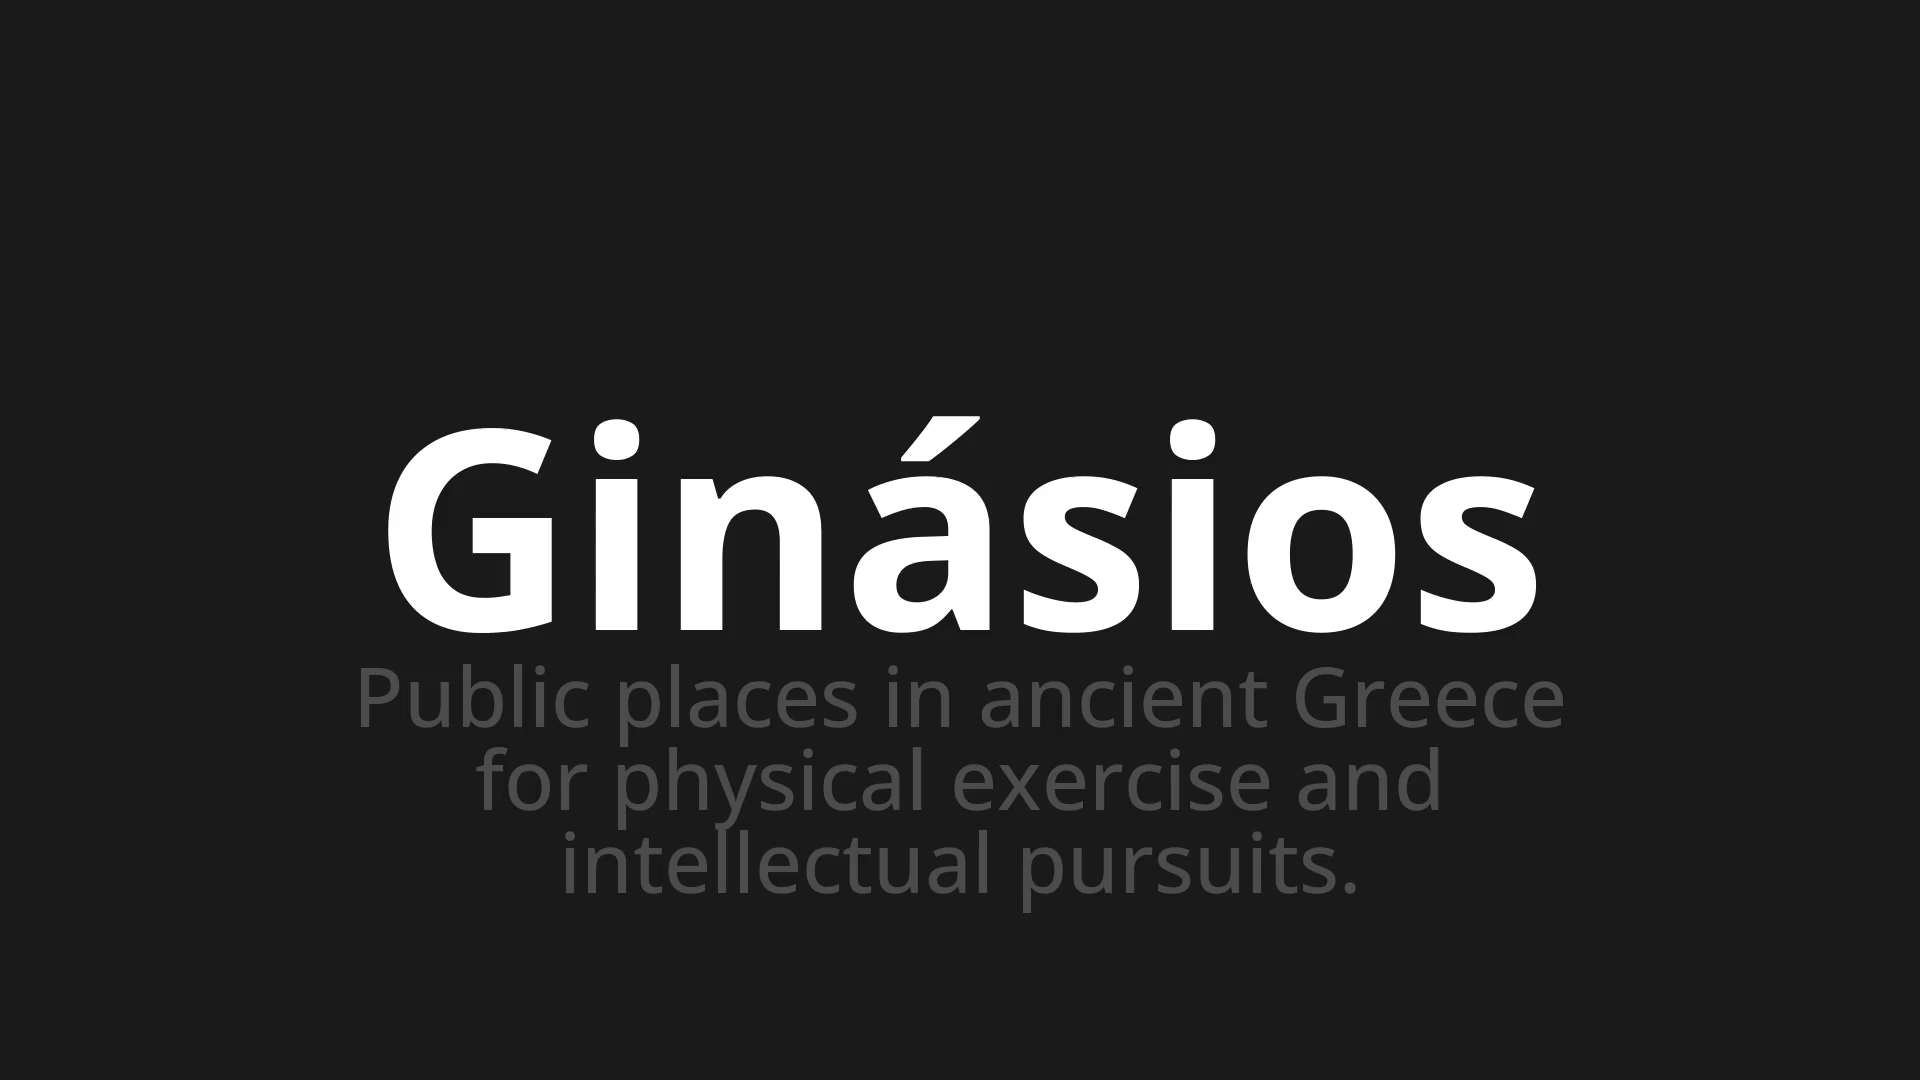 Ginásios
Public places in ancient Greece
for physical exercise and
intellectual pursuits.